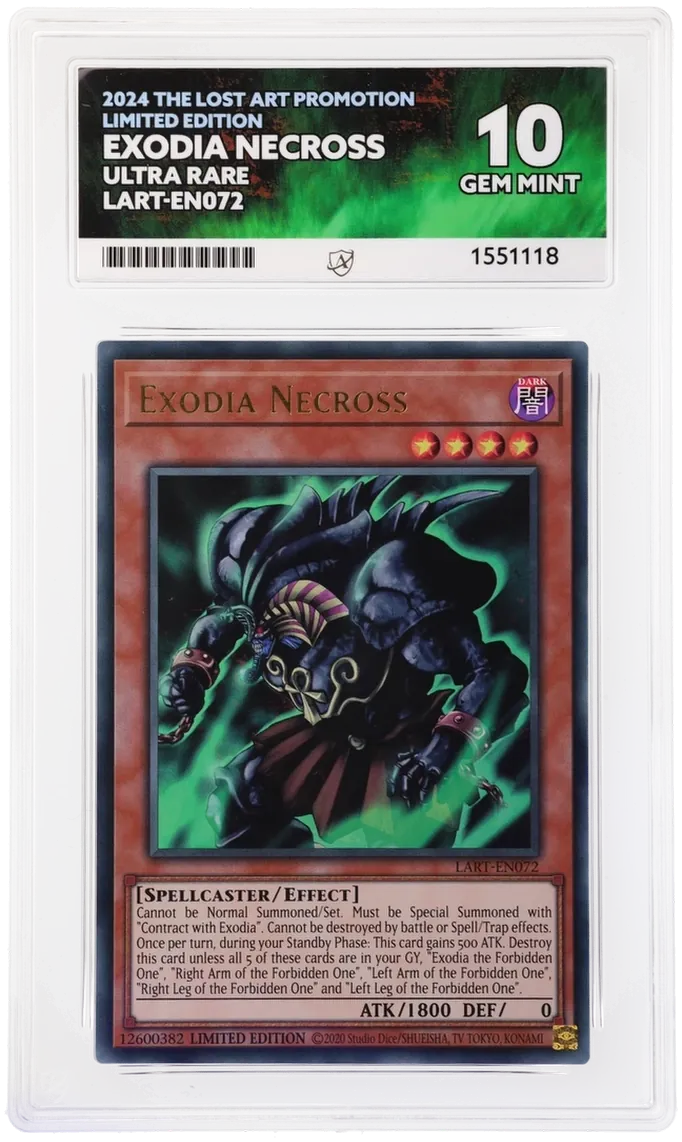 2024 THE LOST ART PROMOTION
LIMITED EDITION
EXODIA NECROSS
ULTRA RARE
LART-EN072
10
GEM MINT
A
1551118
EXODIA NECROSS
DARK
闇
LART-EN072
[SPELLCASTER/EFFECT]
Cannot be Normal Summoned/Set. Must be Special Summoned with
"Contract with Exodia". Cannot be destroyed by battle or Spell/Trap effects.
Once per turn, during your Standby Phase: This card gains 500 ATK. Destroy
this card unless all 5 of these cards are in your GY, "Exodia the Forbidden
One", "Right Arm of the Forbidden One", "Left Arm of the Forbidden One",
"Right Leg of the Forbidden One" and "Left Leg of the Forbidden One".
ATK/1800 DEF/ 0
12600382 LIMITED EDITION ©2020 Studio Dice/SHUEISHA, TV TOKYO, KONAMI